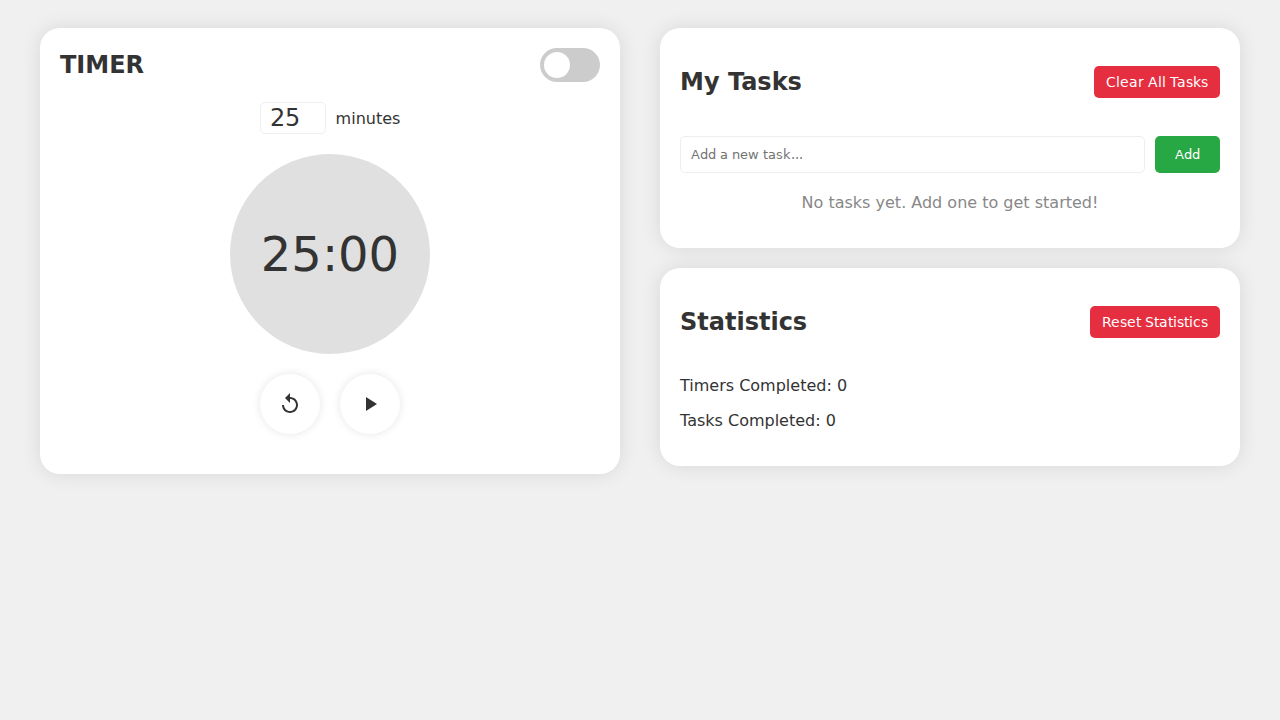 TIMER
25 minutes
25:00
My Tasks
Clear All Tasks
Add a new task...
Add
No tasks yet. Add one to get started!
Statistics
Reset Statistics
Timers Completed: 0
Tasks Completed: 0